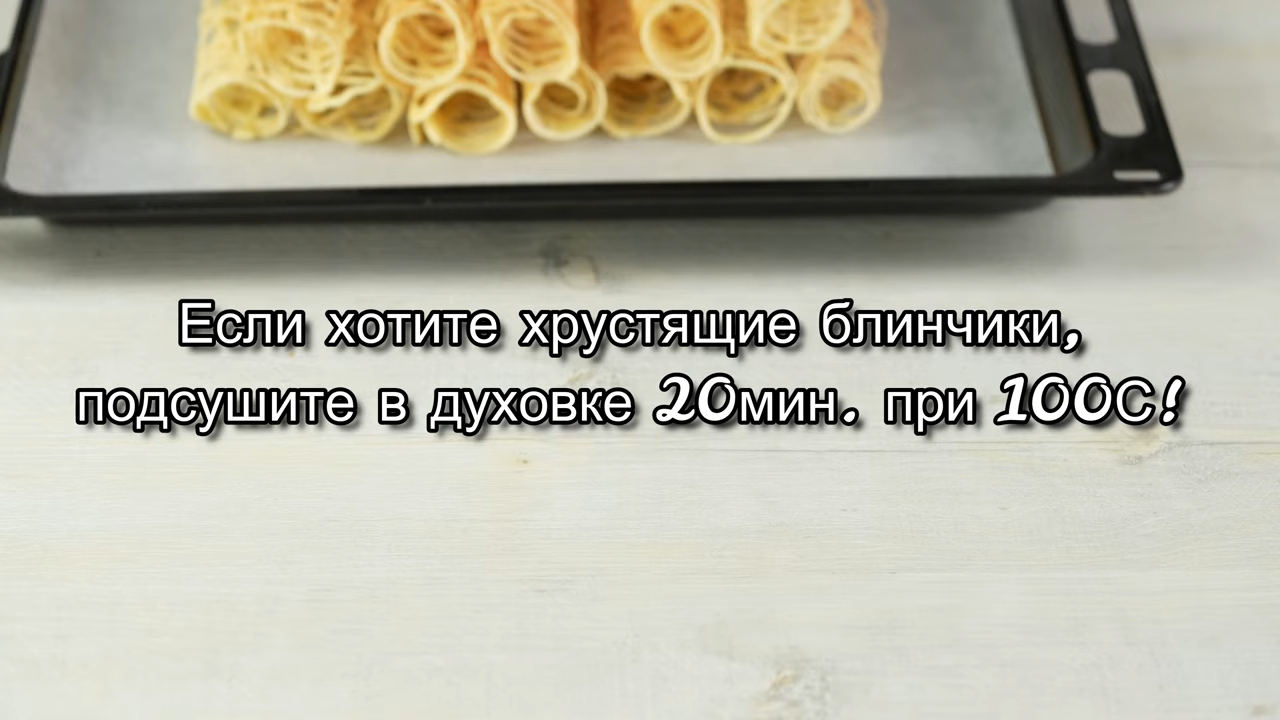 Если хотите хрустящие блинчики,
подсушите в духовке 20мин. при 100С!